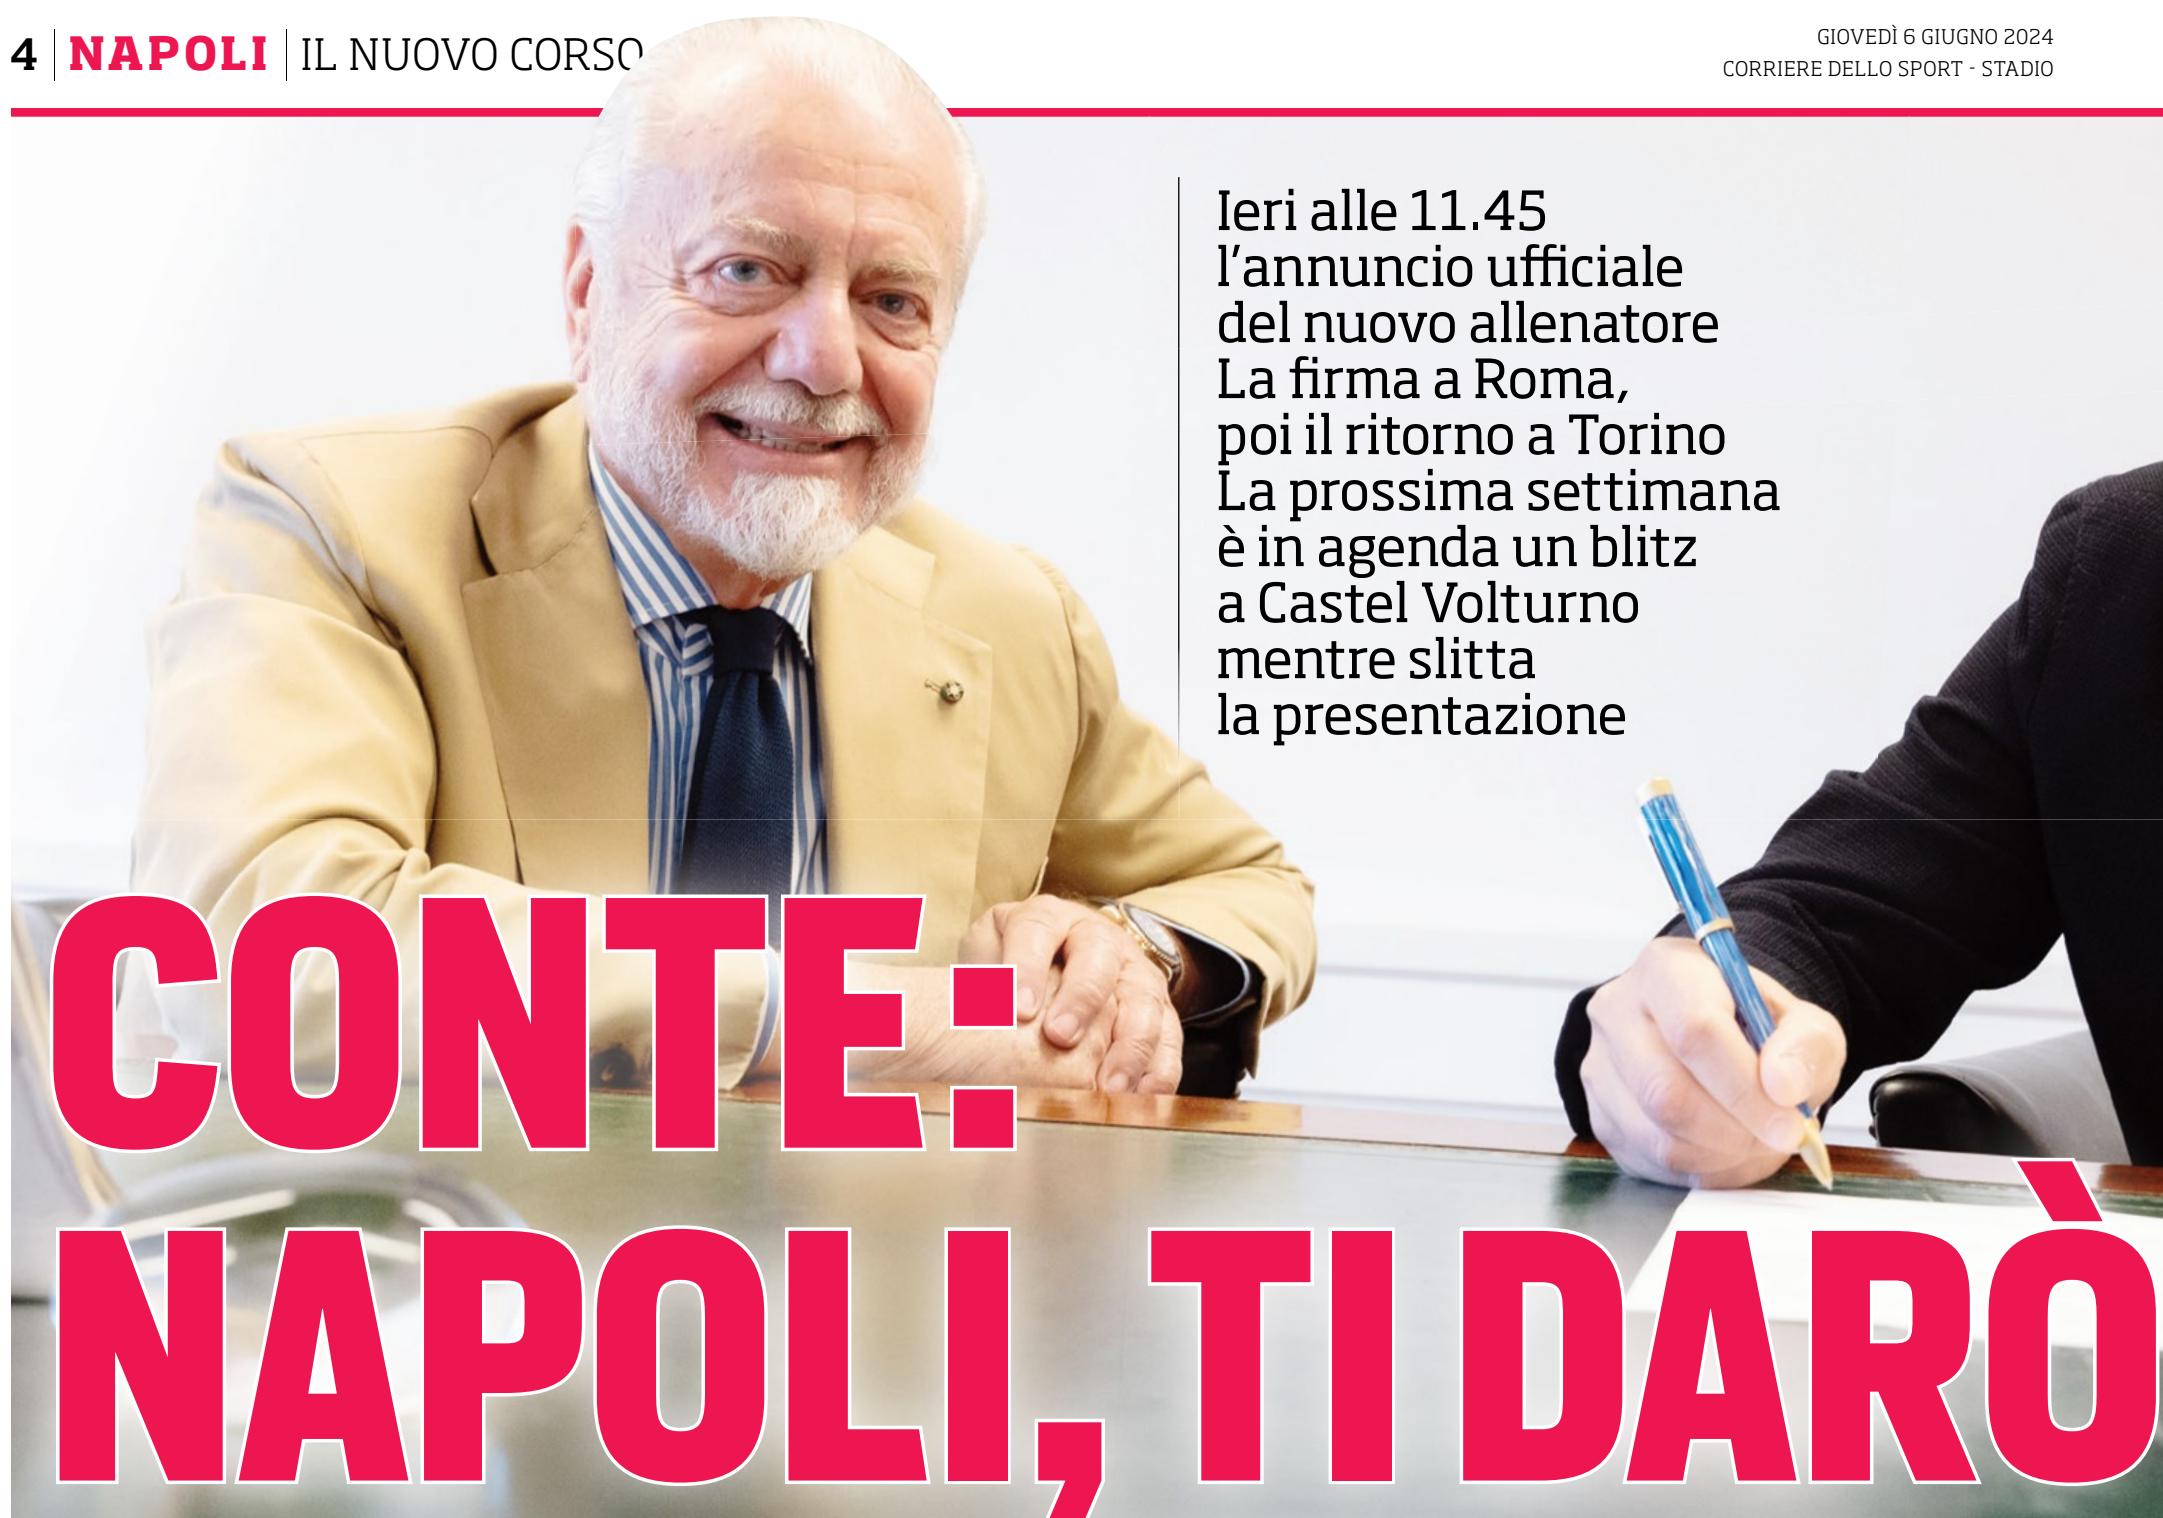 4 NAPOLI IL NUOVO CORSO
GIOVEDÌ 6 GIUGNO 2024
CORRIERE DELLO SPORT - STADIO
Ieri alle 11.45
l'annuncio ufficiale
del nuovo allenatore
La firma a Roma,
poi il ritorno a Torino
La prossima settimana
è in agenda un blitz
a Castel Volturno
mentre slitta
la presentazione
CONTE:
NAPOLI, TI DARÒ